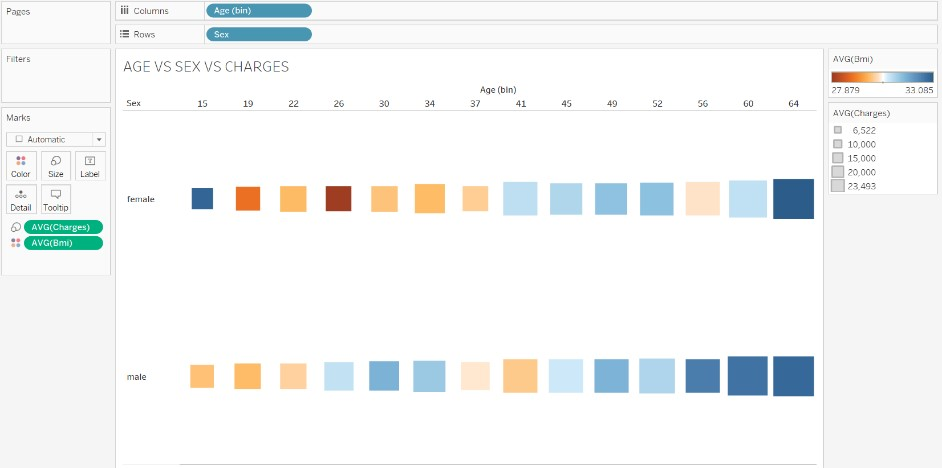 Pages
Columns
Age (bin)
Rows
Sex
Filters
Marks
Automatic
Color
Size
Label
Detail
Tooltip
AVG(Charges)
AVG(Bmi)
AGE VS SEX VS CHARGES
Age (bin)
Sex 15 19 22 26 30 34 37 41 45 49 52 56 60 64
female
male
AVG(Bmi)
27.879 33.085
AVG(Charges)
6,522
10,000
15,000
20,000
23,493